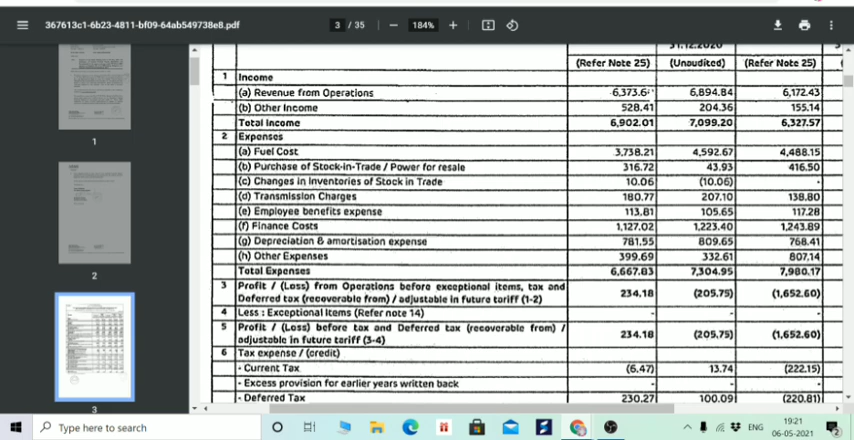 367613c1-6b23-4811-bf09-64ab549738e8.pdf 3 / 35 184%
31.12.2020
(Refer Note 25) (Unaudited) (Refer Note 25)
1 Income
(a) Revenue from Operations 6,373.6 6,894.84 6,172.43
(b) Other Income 528.41 204.36 155.14
Total Income 6,902.01 7,099.20 6,327.57
2 Expenses
(a) Fuel Cost 3,738.21 4,592.67 4,488.15
(b) Purchase of Stock-in-Trade / Power for resale 316.72 43.93 416.50
(c) Changes in Inventories of Stock in Trade 10.06 (10.06) -
(d) Transmission Charges 180.77 207.10 138.80
(e) Employee benefits expense 113.81 105.65 117.28
(f) Finance Costs 1,127.02 1,223.40 1,243.89
(g) Depreciation & amortisation expense 781.55 809.65 768.41
(h) Other Expenses 399.69 332.61 807.14
Total Expenses 6,667.83 7,304.95 7,980.17
3 Profit / (Loss) from Operations before exceptional items, tax and
Deferred tax (recoverable from) / adjustable in future tariff (1-2) 234.18 (205.75) (1,652.60)
4 Less : Exceptional Items (Refer note 14) - - -
5 Profit / (Loss) before tax and Deferred tax (recoverable from) /
adjustable in future tariff (3-4) 234.18 (205.75) (1,652.60)
6 Tax expense / (credit)
- Current Tax (6.47) 13.74 (222.15)
- Excess provision for earlier years written back - - -
- Deferred Tax 230.27 100.09 (220.81)
1
2
3
Type here to search
ENG
19:21
06-05-2021
2